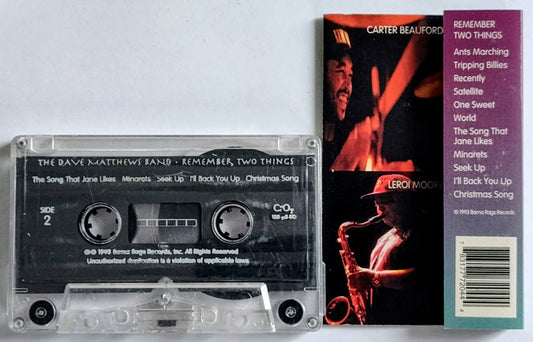 THE DAVE MATTHEWS BAND • REMEMBER, TWO THINGS
The Song That Jane Likes Minarets Seek Up I'll Back You Up Christmas Song
SIDE
2
℗© 1993 Bama Rags Records, Inc. All Rights Reserved.
Unauthorized duplication is a violation of applicable laws.
CARTER BEAUFORD
LEROI MOOR
REMEMBER
TWO THINGS
Ants Marching
Tripping Billies
Recently
Satellite
One Sweet
World
The Song That
Jane Likes
Minarets
Seek Up
I'll Back You Up
Christmas Song
© 1993 Bama Rags Records